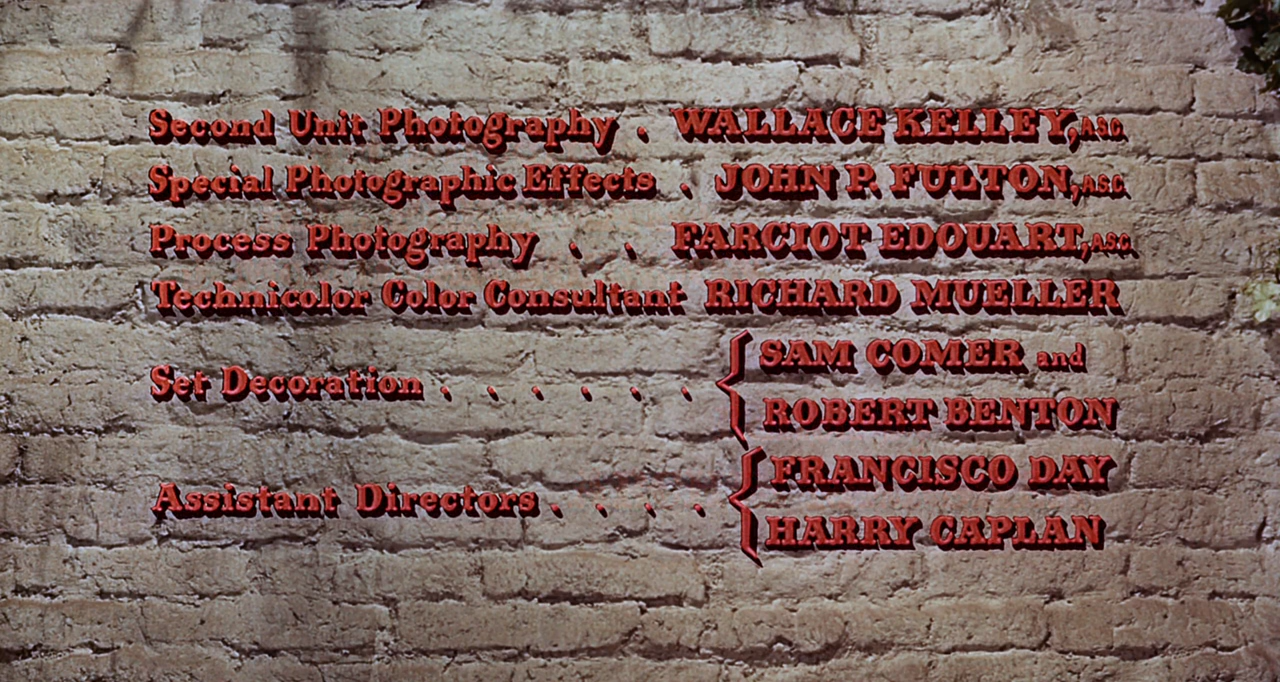 Second Unit Photography . WALLACE KELLEY, A.S.C.
Special Photographic Effects . JOHN P. FULTON, A.S.C.
Process Photography . . FARCIOT EDOUART, A.S.C.
Technicolor Color Consultant RICHARD MUELLER
Set Decoration . . . . . . { SAM COMER and
ROBERT BENTON
Assistant Directors . . . . { FRANCISCO DAY
HARRY CAPLAN